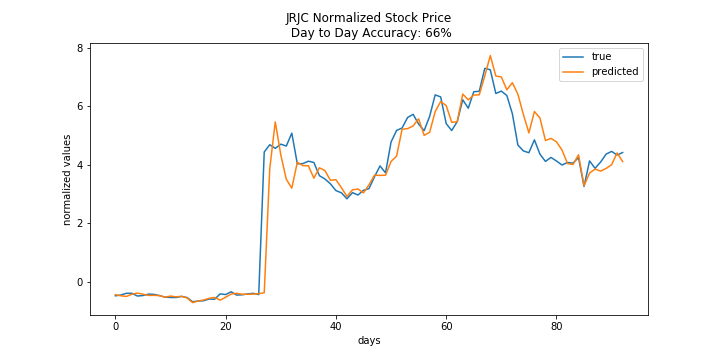 JRJC Normalized Stock Price
Day to Day Accuracy: 66%
true
predicted
normalized values
8
6
4
2
0
0 20 40 60 80
days